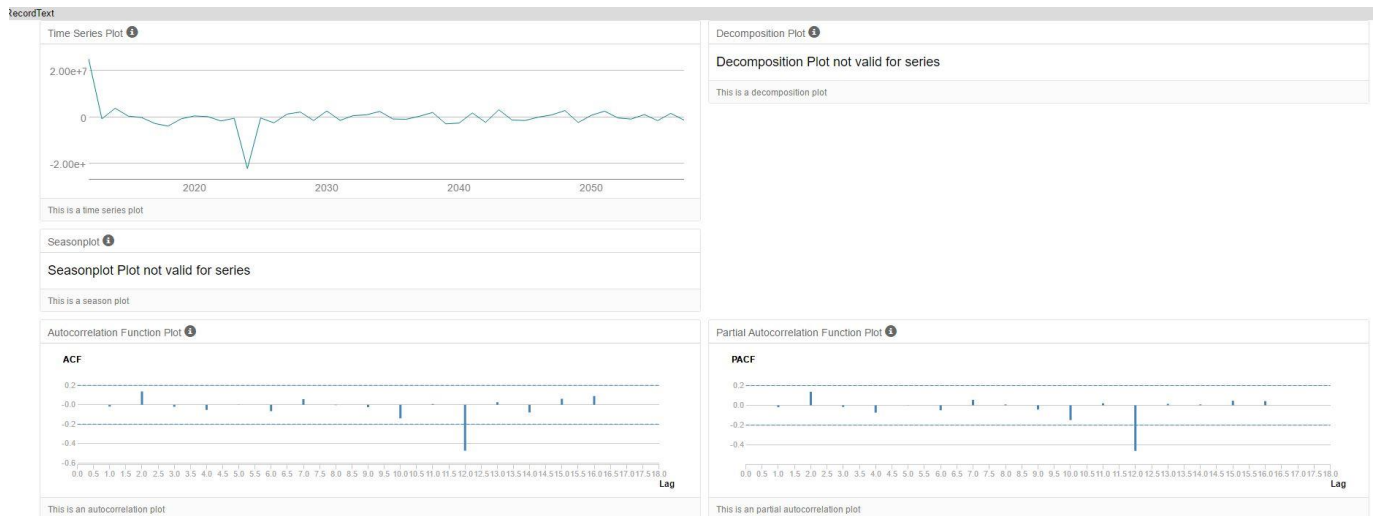 RecordText
Time Series Plot
Decomposition Plot
2.00e+7
0
-2.00e+
2020 2030 2040 2050
This is a time series plot
Decomposition Plot not valid for series
This is a decomposition plot
Seasonplot
Seasonplot Plot not valid for series
This is a season plot
Autocorrelation Function Plot
ACF
0.2
-0.0
-0.2
-0.4
-0.6
0.0 0.5 1.0 1.5 2.0 2.5 3.0 3.5 4.0 4.5 5.0 5.5 6.0 6.5 7.0 7.5 8.0 8.5 9.0 9.5 10.0 10.5 11.0 11.5 12.0 12.5 13.0 13.5 14.0 14.5 15.0 15.5 16.0 16.5 17.0 17.5 18.0
Lag
This is an autocorrelation plot
Partial Autocorrelation Function Plot
PACF
0.2
0.0
-0.2
-0.4
0.0 0.5 1.0 1.5 2.0 2.5 3.0 3.5 4.0 4.5 5.0 5.5 6.0 6.5 7.0 7.5 8.0 8.5 9.0 9.5 10.0 10.5 11.0 11.5 12.0 12.5 13.0 13.5 14.0 14.5 15.0 15.5 16.0 16.5 17.0 17.5 18.0
Lag
This is an partial autocorrelation plot